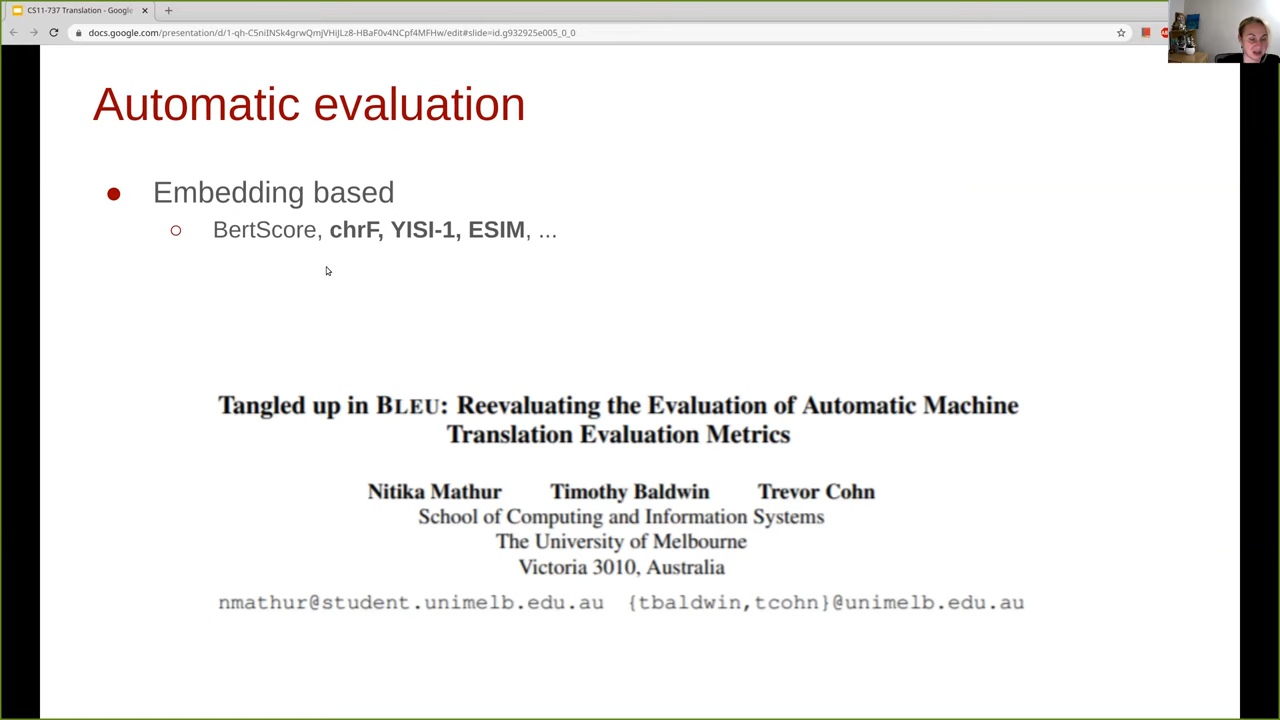 CS11-737 Translation - Google
docs.google.com/presentation/d/1-qh-C5niINSk4grwQmjVHiJLz8-HBaF0v4NCpf4MFHw/edit#slide=id.g932925e005_0_0
Automatic evaluation
● Embedding based
○ BertScore, chrF, YISI-1, ESIM, ...
Tangled up in BLEU: Reevaluating the Evaluation of Automatic Machine
Translation Evaluation Metrics
Nitika Mathur Timothy Baldwin Trevor Cohn
School of Computing and Information Systems
The University of Melbourne
Victoria 3010, Australia
nmathur@student.unimelb.edu.au {tbaldwin,tcohn}@unimelb.edu.au